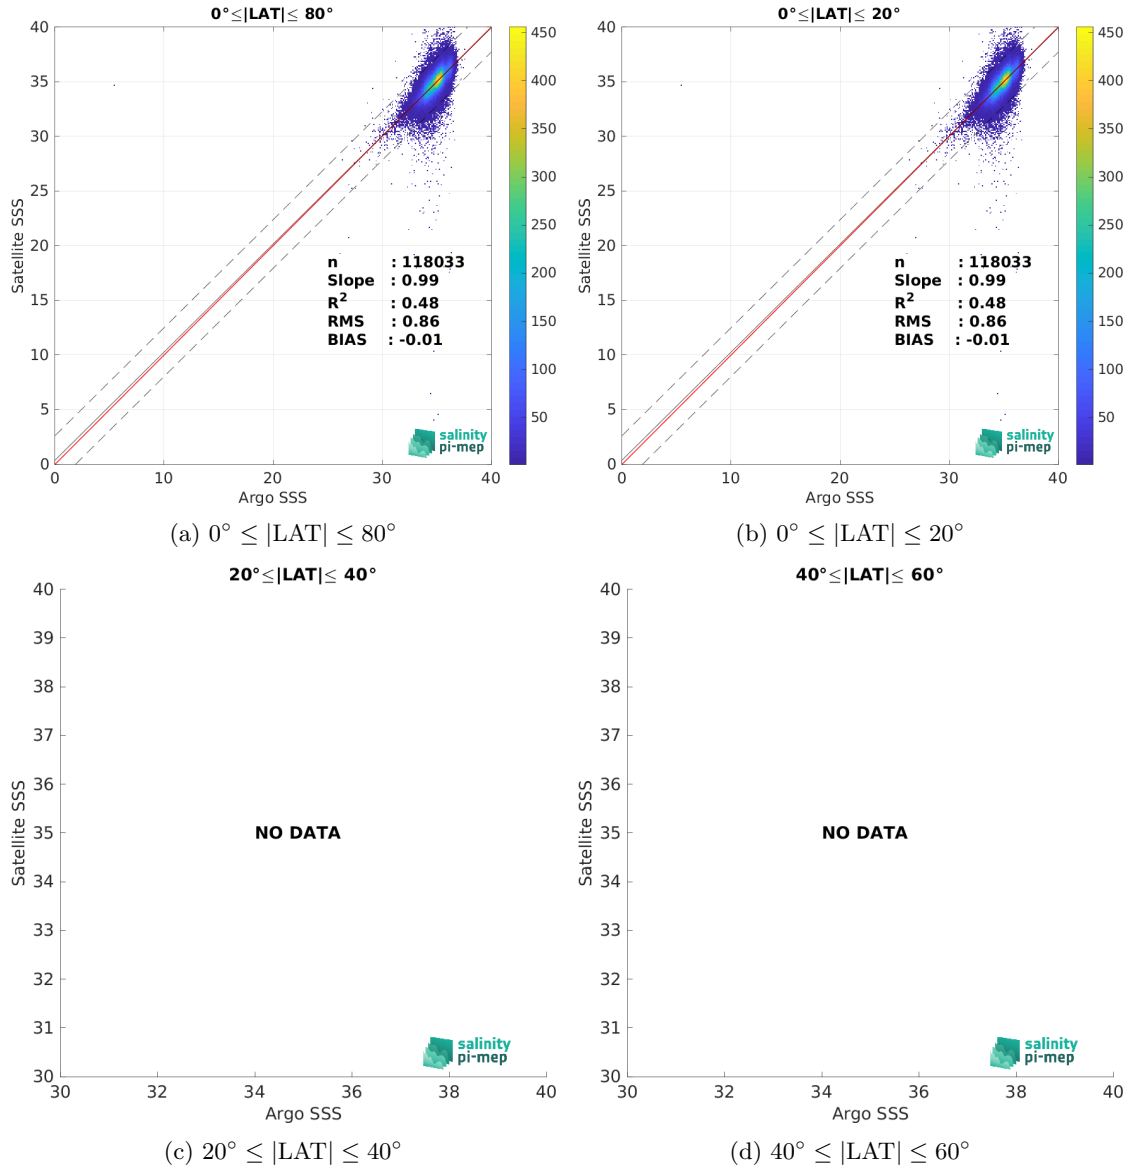 0°≤|LAT|≤ 80°
40
35
30
25
20
15
10
5
0
Satellite SSS
n : 118033
Slope : 0.99
R² : 0.48
RMS : 0.86
BIAS : -0.01
salinity
pi-mep
0 10 20 30 40
Argo SSS
450
400
350
300
250
200
150
100
50
(a) 0° ≤ |LAT| ≤ 80°
0°≤|LAT|≤ 20°
40
35
30
25
20
15
10
5
0
Satellite SSS
n : 118033
Slope : 0.99
R² : 0.48
RMS : 0.86
BIAS : -0.01
salinity
pi-mep
0 10 20 30 40
Argo SSS
450
400
350
300
250
200
150
100
50
(b) 0° ≤ |LAT| ≤ 20°
20°≤|LAT|≤ 40°
40
39
38
37
36
35
34
33
32
31
30
Satellite SSS
NO DATA
salinity
pi-mep
30 32 34 36 38 40
Argo SSS
(c) 20° ≤ |LAT| ≤ 40°
40°≤|LAT|≤ 60°
40
39
38
37
36
35
34
33
32
31
30
Satellite SSS
NO DATA
salinity
pi-mep
30 32 34 36 38 40
Argo SSS
(d) 40° ≤ |LAT| ≤ 60°